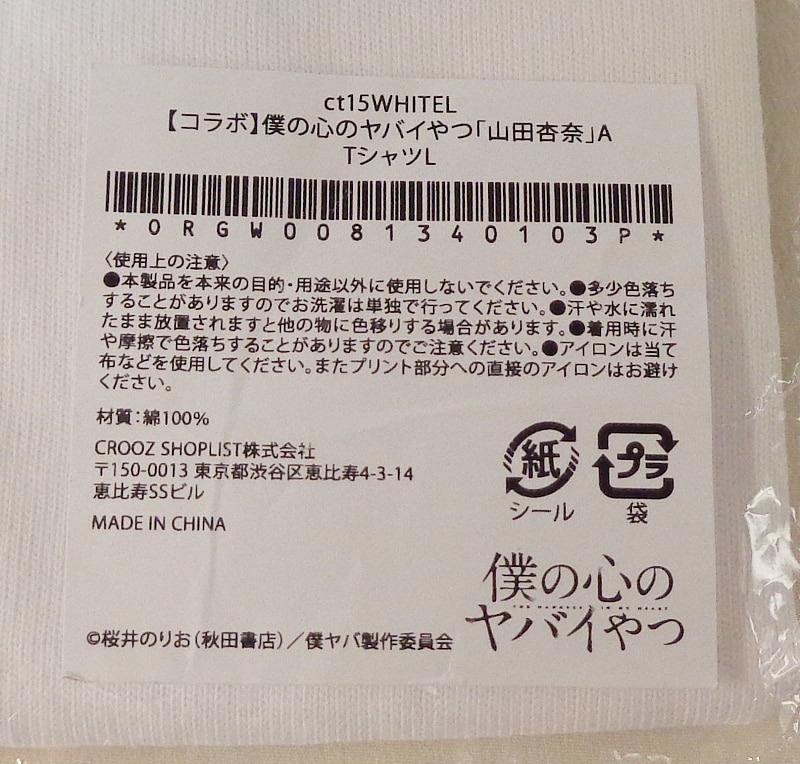 ct15WHITEL
【コラボ】僕の心のヤバイやつ「山田杏奈」A
TシャツL
*ORGW0081340103P*
〈使用上の注意〉
●本製品を本来の目的・用途以外に使用しないでください。●多少色落ち
することがありますのでお洗濯は単独で行ってください。●汗や水に濡れ
たまま放置されますと他の物に色移りする場合があります。●着用時に汗
や摩擦で色落ちすることがありますのでご注意ください。●アイロンは当て
布などを使用してください。またプリント部分への直接のアイロンはお避け
ください。
材質：綿100%
CROOZ SHOPLIST株式会社
〒150-0013 東京都渋谷区恵比寿4-3-14
恵比寿SSビル
MADE IN CHINA
紙
シール
プラ
袋
僕の心の
THE DANGERS IN MY HEART
ヤバイやつ
©桜井のりお（秋田書店）／僕ヤバ製作委員会